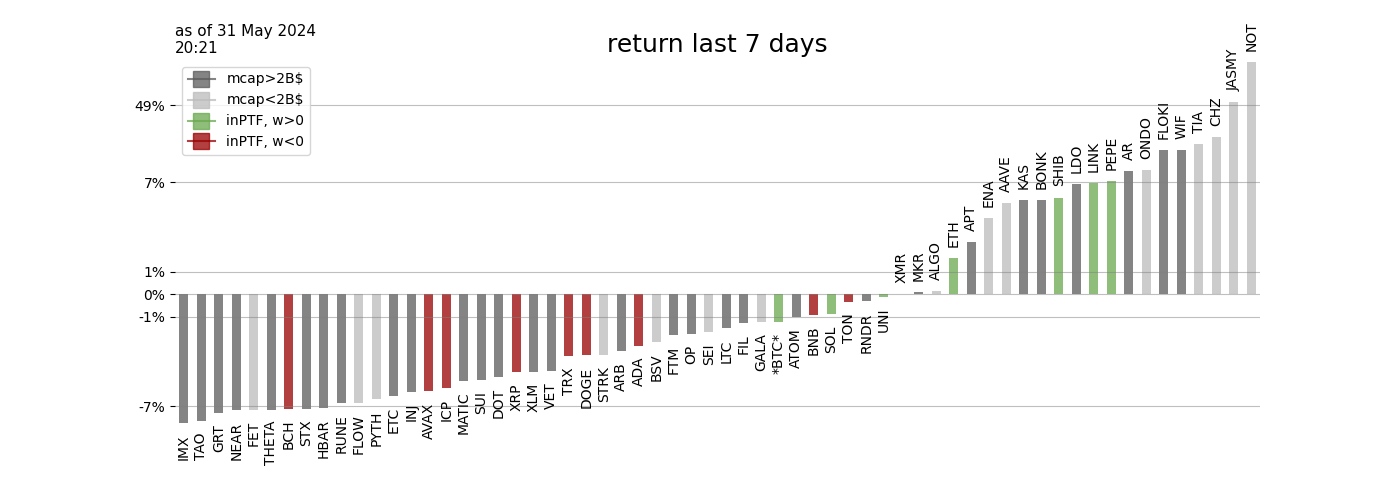 as of 31 May 2024
20:21
return last 7 days
mcap>2B$
mcap<2B$
inPTF, w>0
inPTF, w<0
49%
7%
1%
0%
-1%
-7%
IMX
TAO
GRT
NEAR
FET
THETA
BCH
STX
HBAR
RUNE
FLOW
PYTH
ETC
INJ
AVAX
ICP
MATIC
SUI
DOT
XRP
XLM
VET
TRX
DOGE
STRK
ARB
ADA
BSV
FTM
OP
SEI
LTC
FIL
GALA
*BTC*
ATOM
BNB
SOL
TON
RNDR
UNI
XMR
MKR
ALGO
ETH
APT
ENA
AAVE
KAS
BONK
SHIB
LDO
LINK
PEPE
AR
ONDO
FLOKI
WIF
TIA
CHZ
JASMY
NOT